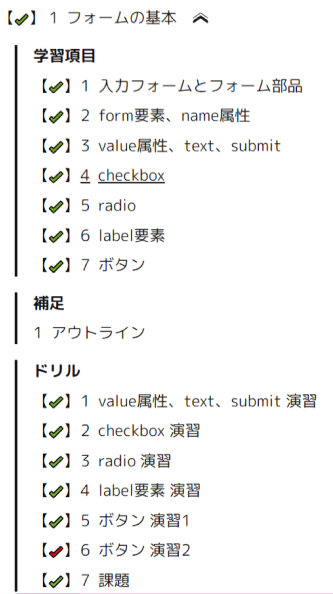 【✓】 1 フォームの基本
学習項目
【✓】 1 入力フォームとフォーム部品
【✓】 2 form要素、name属性
【✓】 3 value属性、text、submit
【✓】 4 checkbox
【✓】 5 radio
【✓】 6 label要素
【✓】 7 ボタン
補足
1 アウトライン
ドリル
【✓】 1 value属性、text、submit 演習
【✓】 2 checkbox 演習
【✓】 3 radio 演習
【✓】 4 label要素 演習
【✓】 5 ボタン 演習1
【✓】 6 ボタン 演習2
【✓】 7 課題